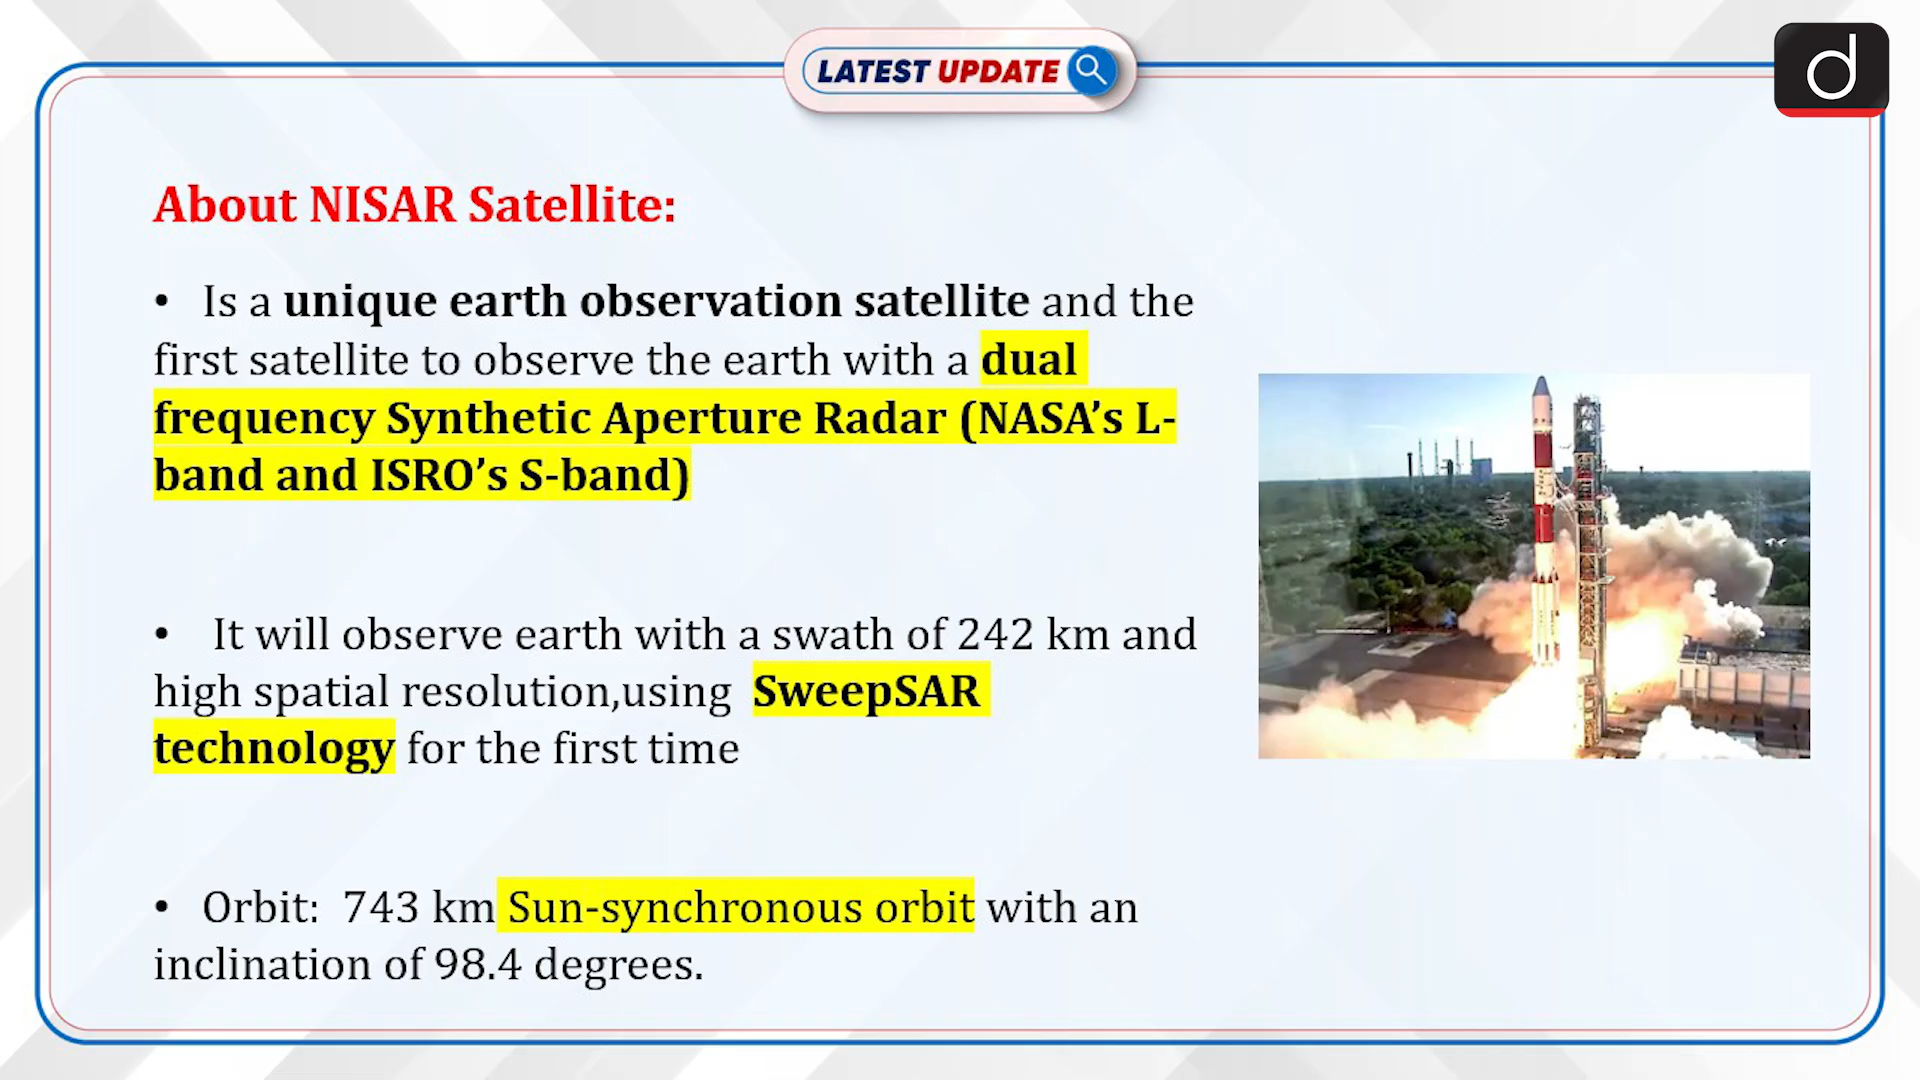 LATEST UPDATE
d
About NISAR Satellite:
• Is a unique earth observation satellite and the
first satellite to observe the earth with a dual
frequency Synthetic Aperture Radar (NASA’s L-
band and ISRO’s S-band)
• It will observe earth with a swath of 242 km and
high spatial resolution,using SweepSAR
technology for the first time
• Orbit: 743 km Sun-synchronous orbit with an
inclination of 98.4 degrees.